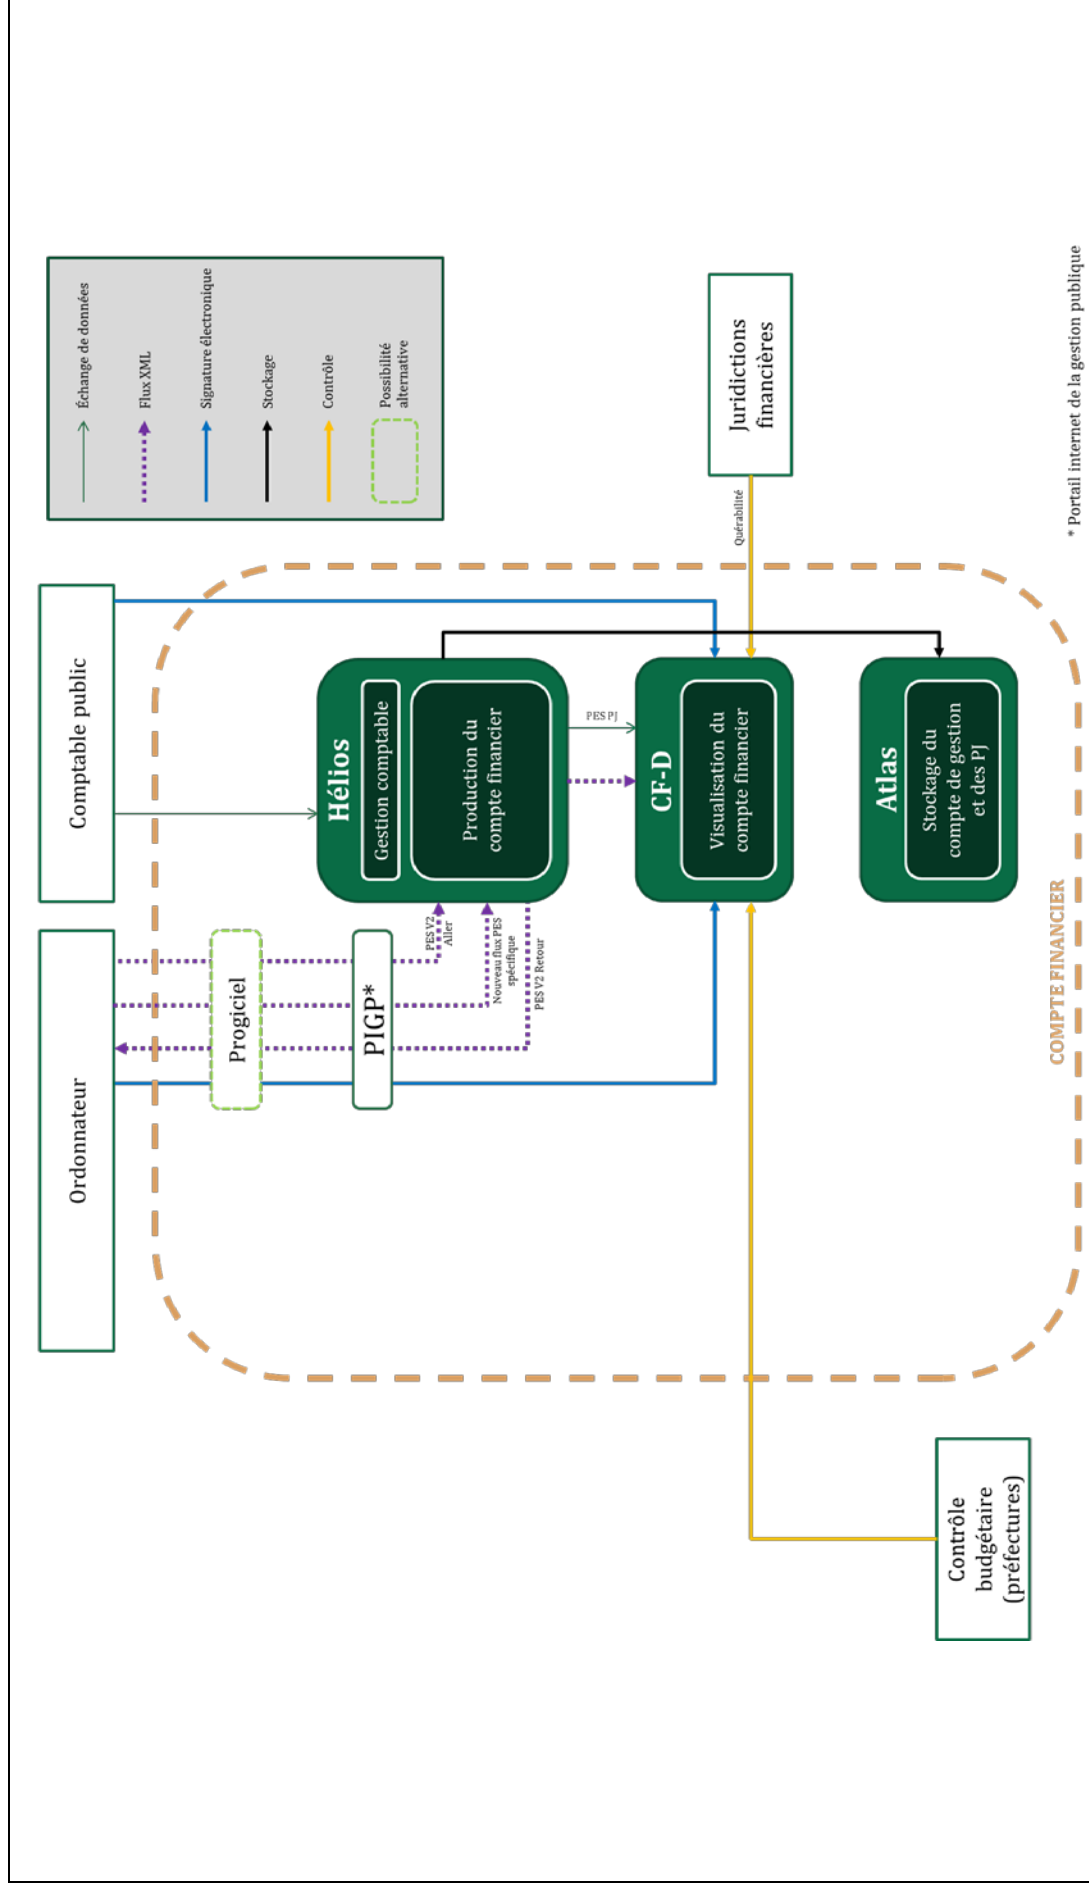 Ordonnateur
Comptable public
Échange de données
Flux XML
Signature électronique
Stockage
Contrôle
Possibilité
alternative
Progiciel
PIGP*
PES V2
Aller
Nouveau flux PES
spécifique
PES V2 Retour
Hélios
Gestion comptable
Production du
compte financier
PES PJ
CF-D
Visualisation du
compte financier
Quérabilité
Juridictions
financières
Atlas
Stockage du
compte de gestion
et des PJ
Contrôle
budgétaire
(préfectures)
COMPTE FINANCIER
* Portail internet de la gestion publique